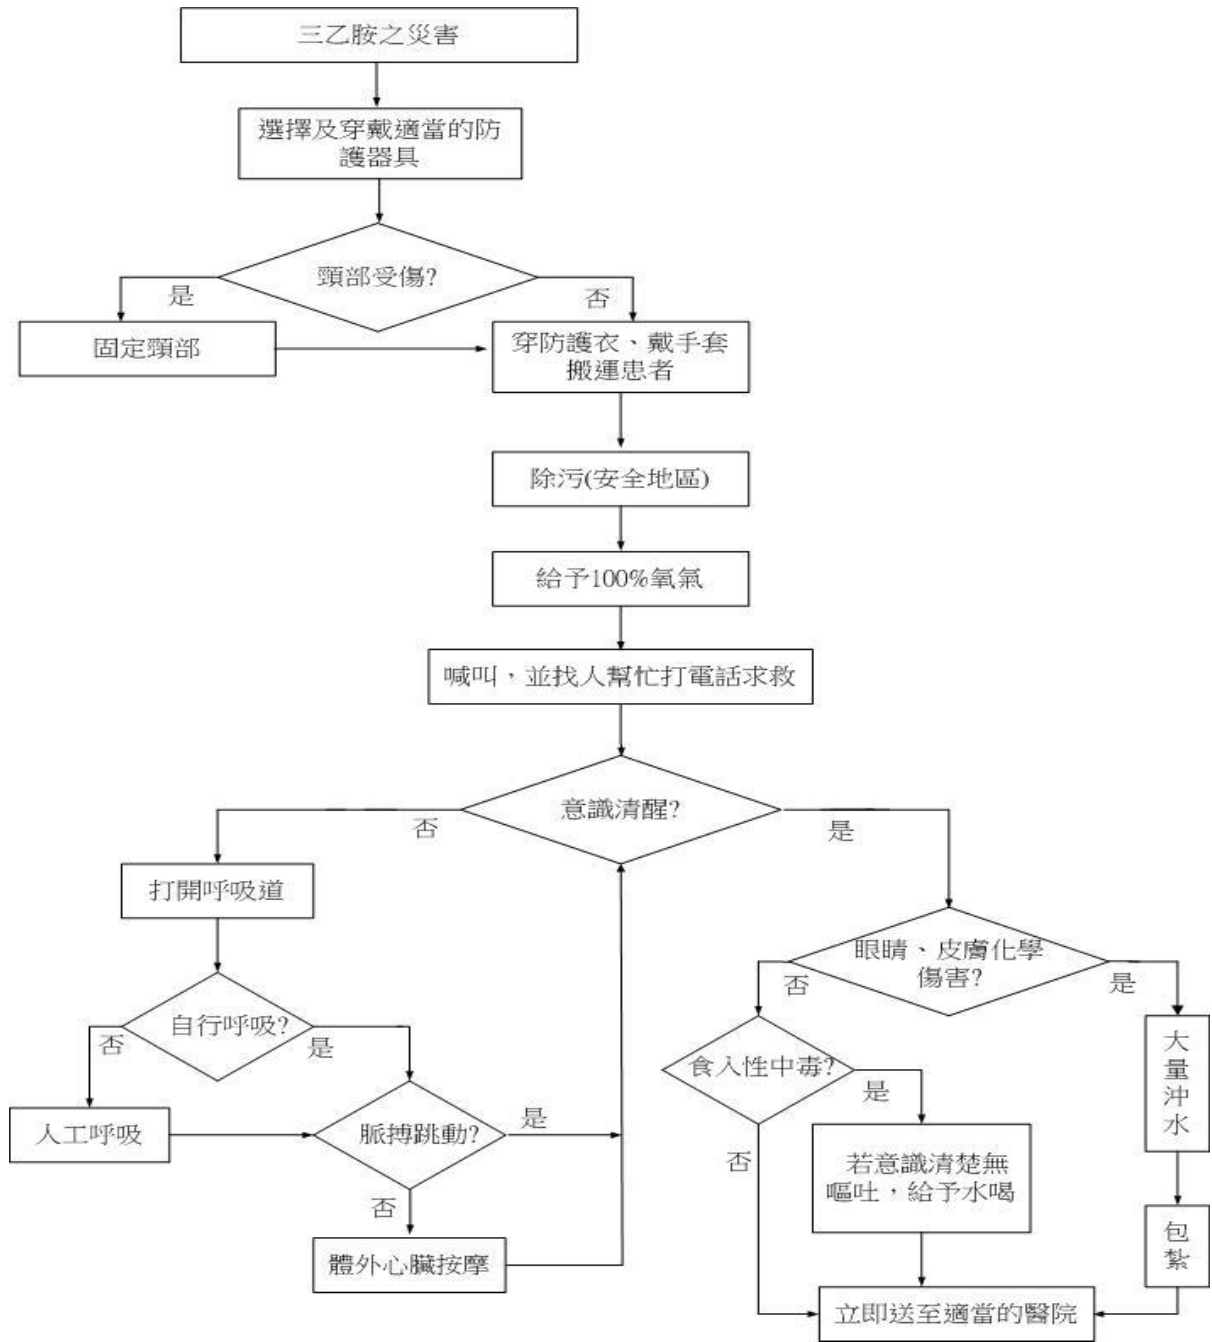 三乙胺之災害
選擇及穿戴適當的防
護器具
頸部受傷?
是
否
固定頸部
穿防護衣、戴手套
搬運患者
除污(安全地區)
給予100%氧氣
喊叫，並找人幫忙打電話求救
意識清醒?
否
是
打開呼吸道
眼睛、皮膚化學
傷害?
否
是
自行呼吸?
否
是
大
量
沖
水
食入性中毒?
是
否
人工呼吸
脈搏跳動?
是
否
若意識清楚無
嘔吐，給予水喝
包
紮
體外心臟按摩
立即送至適當的醫院